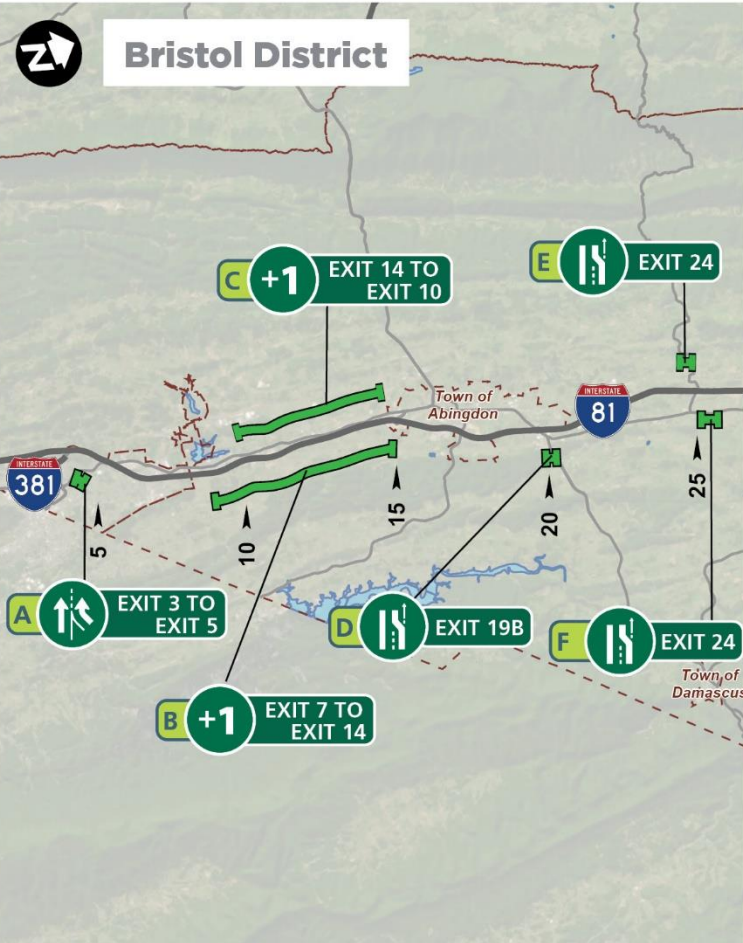 Z
Bristol District
C
+1
EXIT 14 TO
EXIT 10
E
EXIT 24
Town of
Abingdon
INTERSTATE
81
INTERSTATE
381
5
10
15
20
25
A
EXIT 3 TO
EXIT 5
D
EXIT 19B
F
EXIT 24
Town of
Damascus
B
+1
EXIT 7 TO
EXIT 14